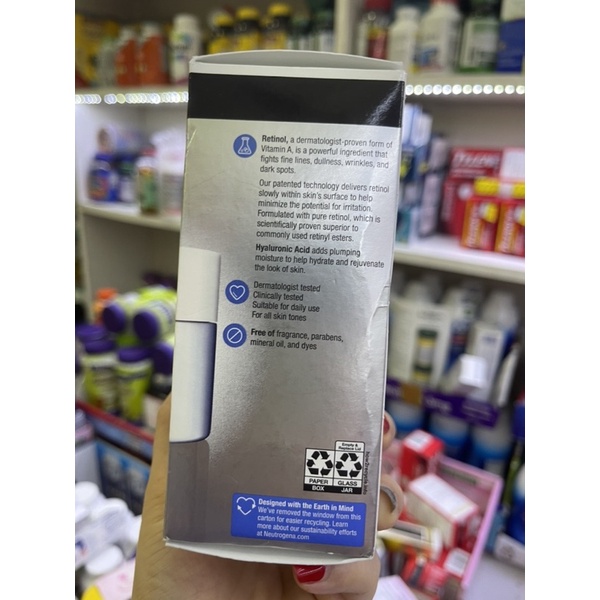 Retinol, a dermatologist-proven form of
Vitamin A, is a powerful ingredient that
fights fine lines, dullness, wrinkles, and
dark spots.
Our patented technology delivers retinol
slowly within skin's surface to help
minimize the potential for irritation.
Formulated with pure retinol, which is
scientifically proven superior to
commonly used retinyl esters.
Hyaluronic Acid adds plumping
moisture to help hydrate and rejuvenate
the look of skin.
Dermatologist tested
Clinically tested
Suitable for daily use
For all skin tones
Free of fragrance, parabens,
mineral oil, and dyes
Empty &
Replace Lid
PAPER
BOX
GLASS
JAR
how2recycle.info
Designed with the Earth in Mind
We've removed the window from this
carton for easier recycling. Learn
more about our sustainability efforts
at Neutrogena.com